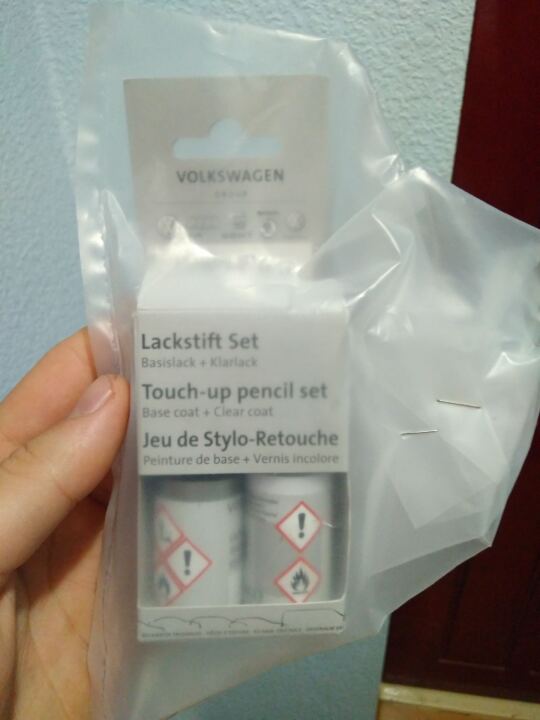 VOLKSWAGEN
GROUP
Lackstift Set
Basislack + Klarlack
Touch-up pencil set
Base coat + Clear coat
Jeu de Stylo-Retouche
Peinture de base + Vernis incolore